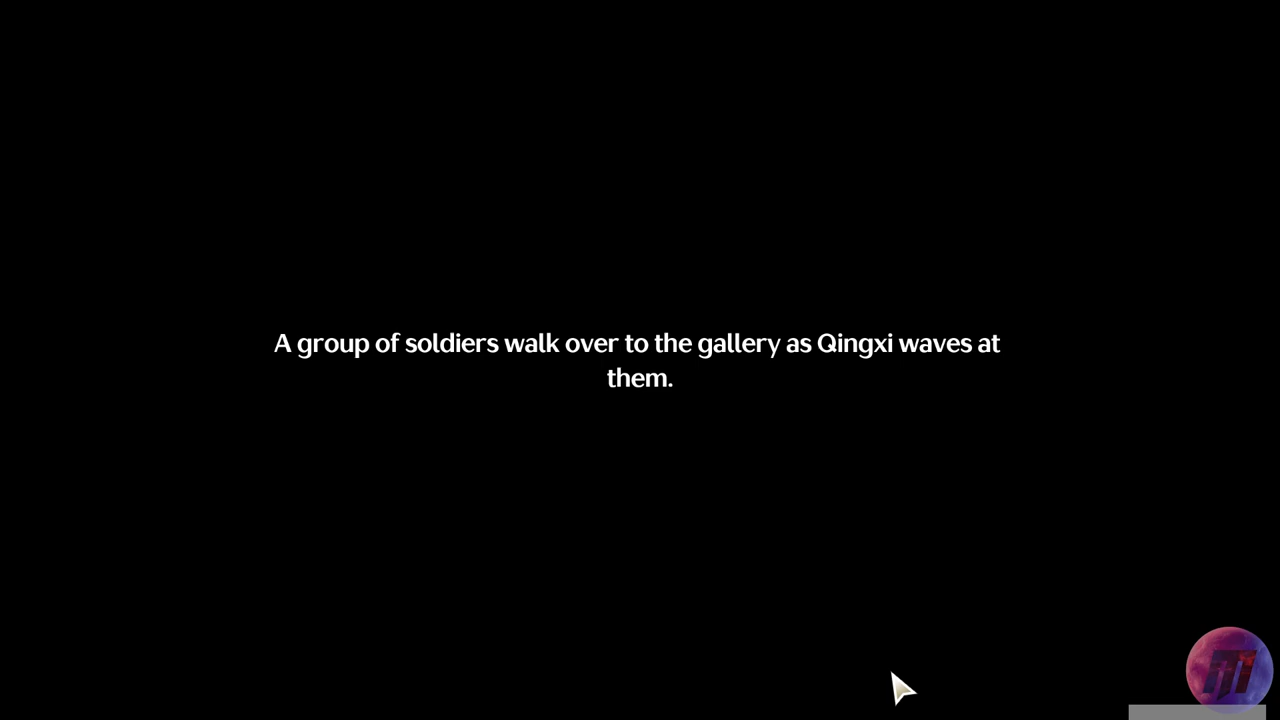 A group of soldiers walk over to the gallery as Qingxi waves at
them.